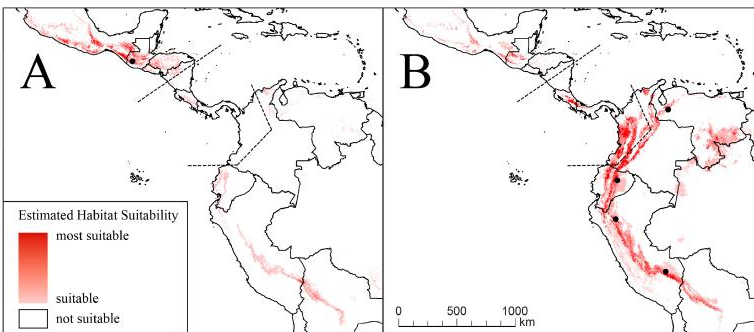 A
B
Estimated Habitat Suitability
most suitable
suitable
not suitable
0 500 1000
km